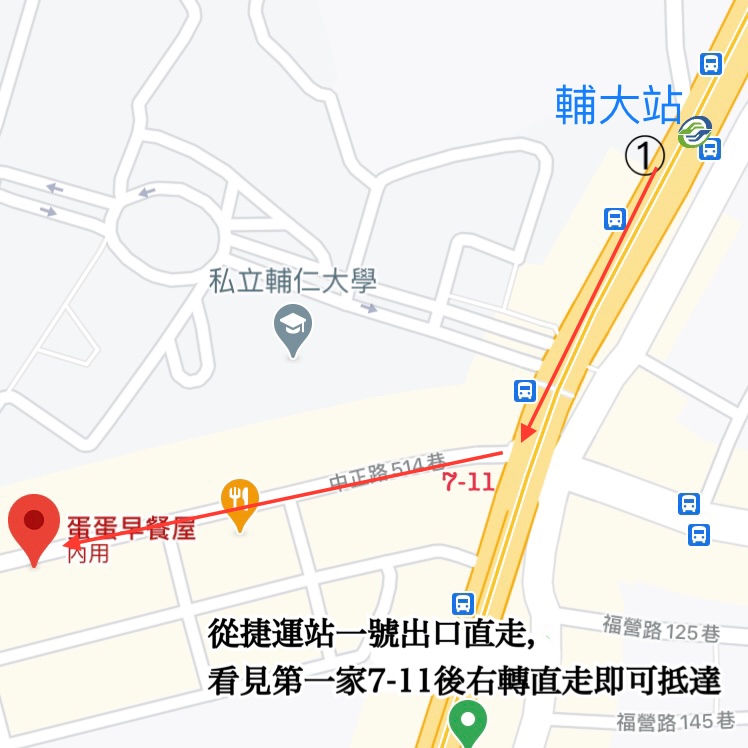 輔大站
①
私立輔仁大學
中正路514巷
7-11
蛋蛋早餐屋
內用
從捷運站一號出口直走,
福營路125巷
看見第一家7-11後右轉直走即可抵達
福營路145巷